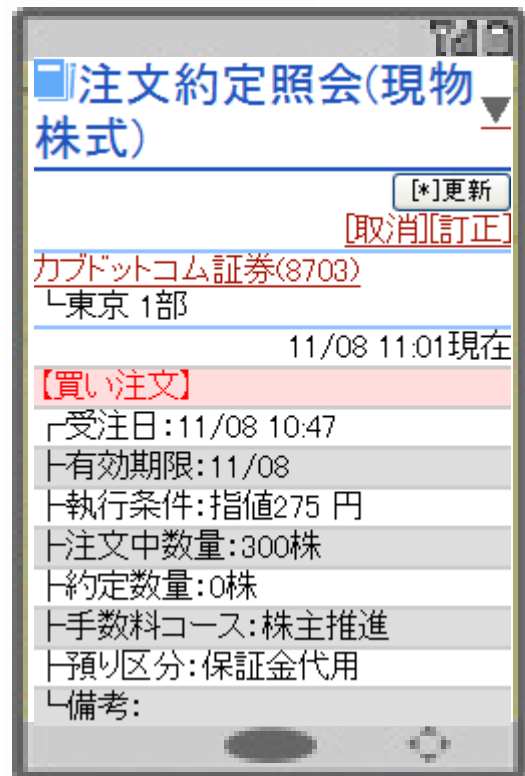 注文約定照会(現物
株式)
▼
[*]更新
[取消][訂正]
カブドットコム証券(8703)
└東京 1部
11/08 11:01現在
【買い注文】
┌受注日:11/08 10:47
├有効期限:11/08
├執行条件:指値275 円
├注文中数量:300株
├約定数量:0株
├手数料コース:株主推進
├預り区分:保証金代用
└備考: